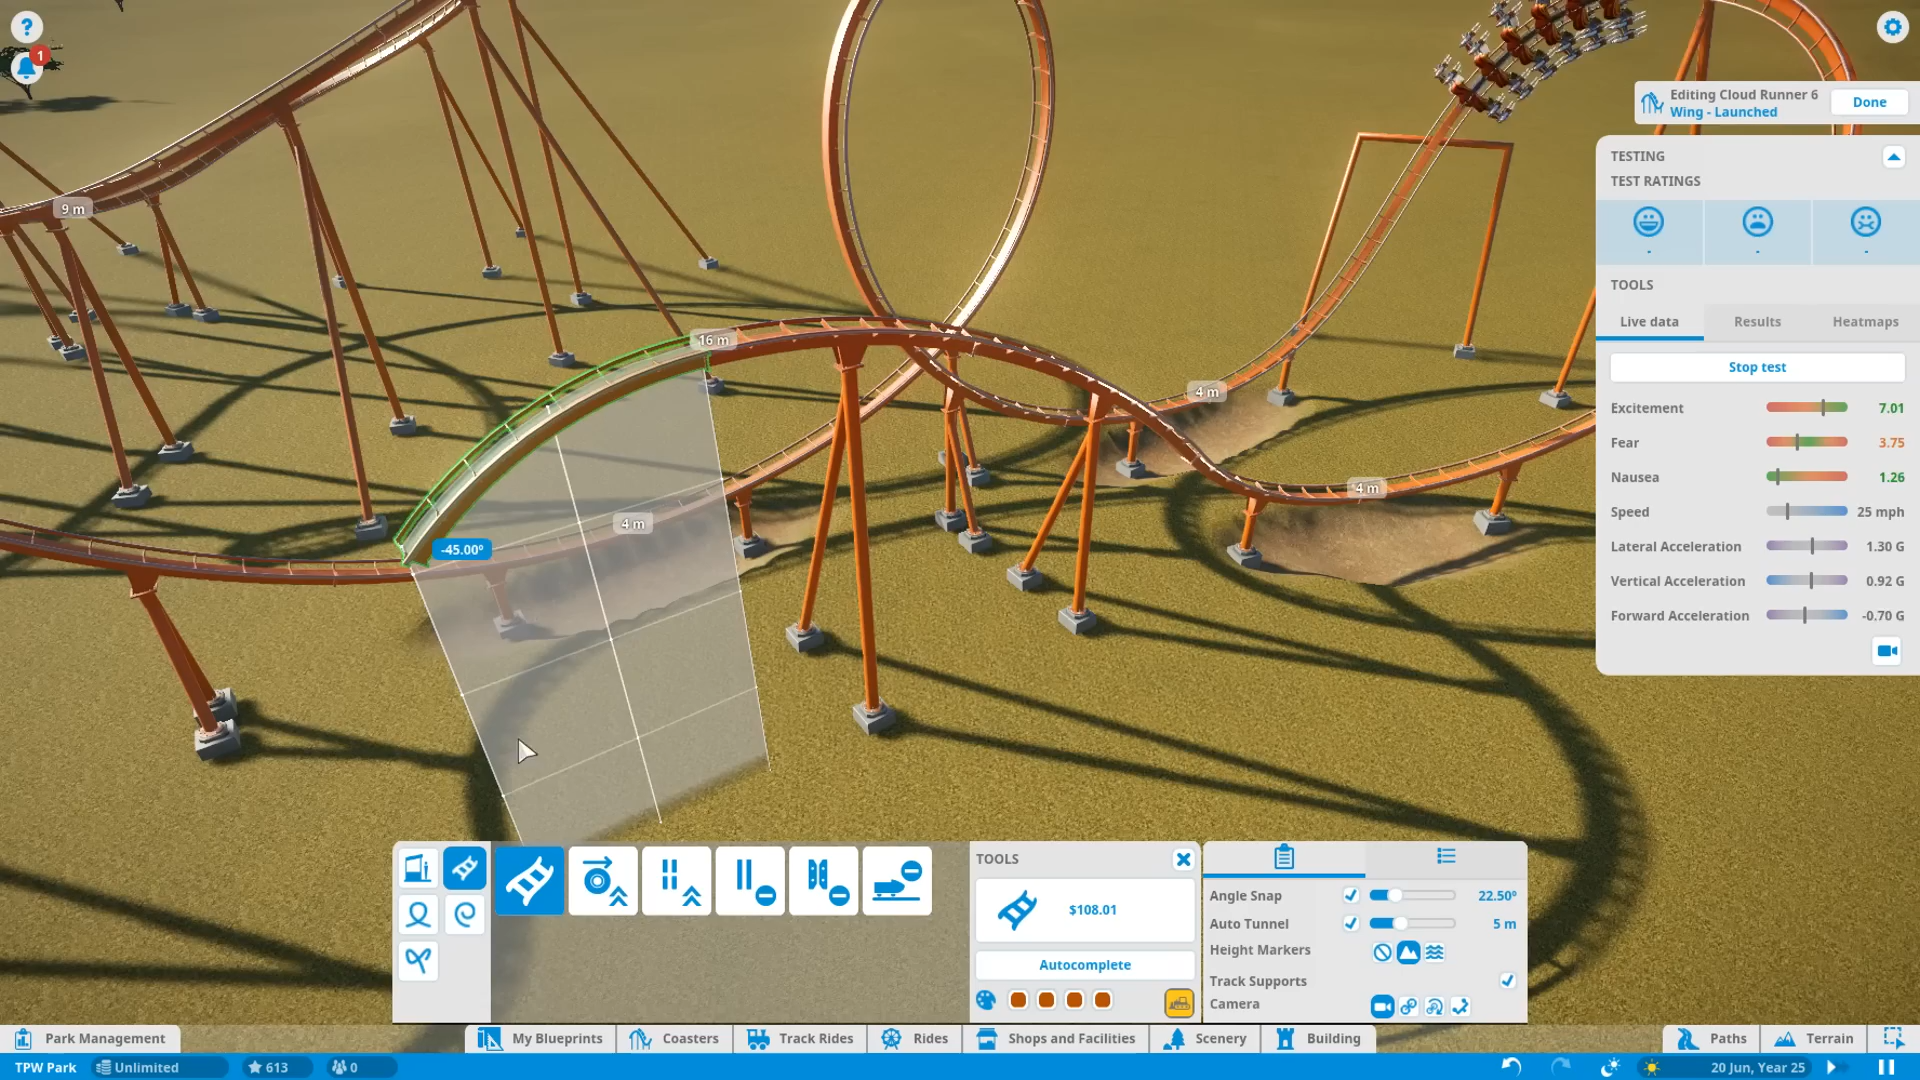 ?
1
Editing Cloud Runner 6
Wing - Launched
Done
TESTING
TEST RATINGS
- - -
TOOLS
Live data Results Heatmaps
Stop test
Excitement 7.01
Fear 3.75
Nausea 1.26
Speed 25 mph
Lateral Acceleration 1.30 G
Vertical Acceleration 0.92 G
Forward Acceleration -0.70 G
9 m
16 m
4 m
4 m
4 m
-45.00°
TOOLS
$108.01
Autocomplete
Angle Snap 22.50°
Auto Tunnel 5 m
Height Markers
Track Supports
Camera
Park Management
My Blueprints
Coasters
Track Rides
Rides
Shops and Facilities
Scenery
Building
Paths
Terrain
TPW Park
Unlimited
613
0
20 Jun, Year 25